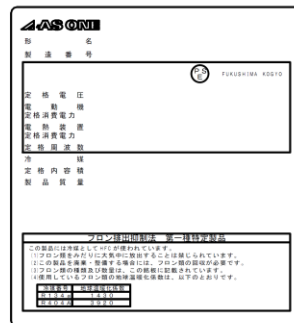 AS ONE
形名
製造番号
PSE FUKUSHIMA KOGYO
定格電圧
電動機
定格消費電力
電熱装置
定格消費電力
定格周波数
冷媒
定格内容積
製品質量
フロン排出抑制法 第一種特定製品
この製品には冷媒として HFC が使われています。
(1)フロン類をみだりに大気中に放出することは禁じられています。
(2)この製品を廃棄・整備する場合には、フロン類の回収が必要です。
(3)フロン類の種類及び数量は、この銘板に記載されています。
(4)使用しているフロン類の地球温暖化係数は、以下のとおりです。
冷媒番号 地球温暖化係数
R134a 1430
R404A 3920